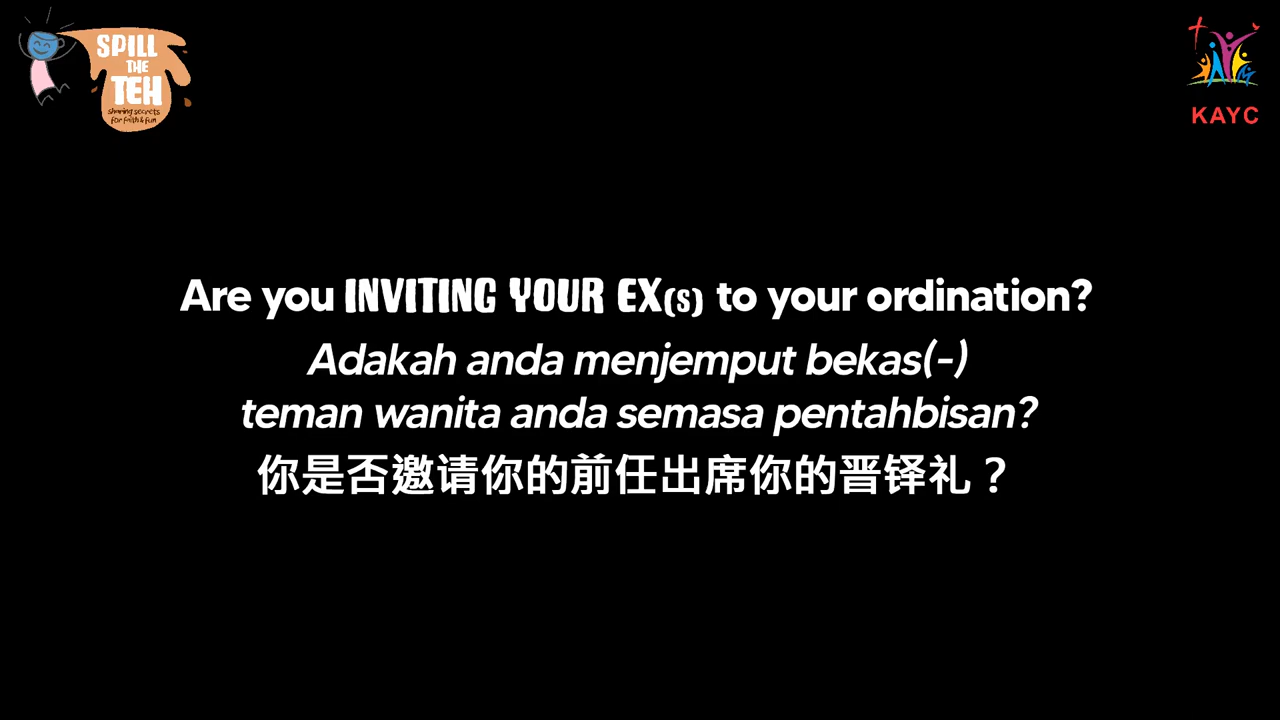 SPILL
THE
TEH
sharing secrets
for faith & fun
KAYC
Are you INVITING YOUR EX(S) to your ordination?
Adakah anda menjemput bekas(-)
teman wanita anda semasa pentahbisan?
你是否邀请你的前任出席你的晋铎礼？